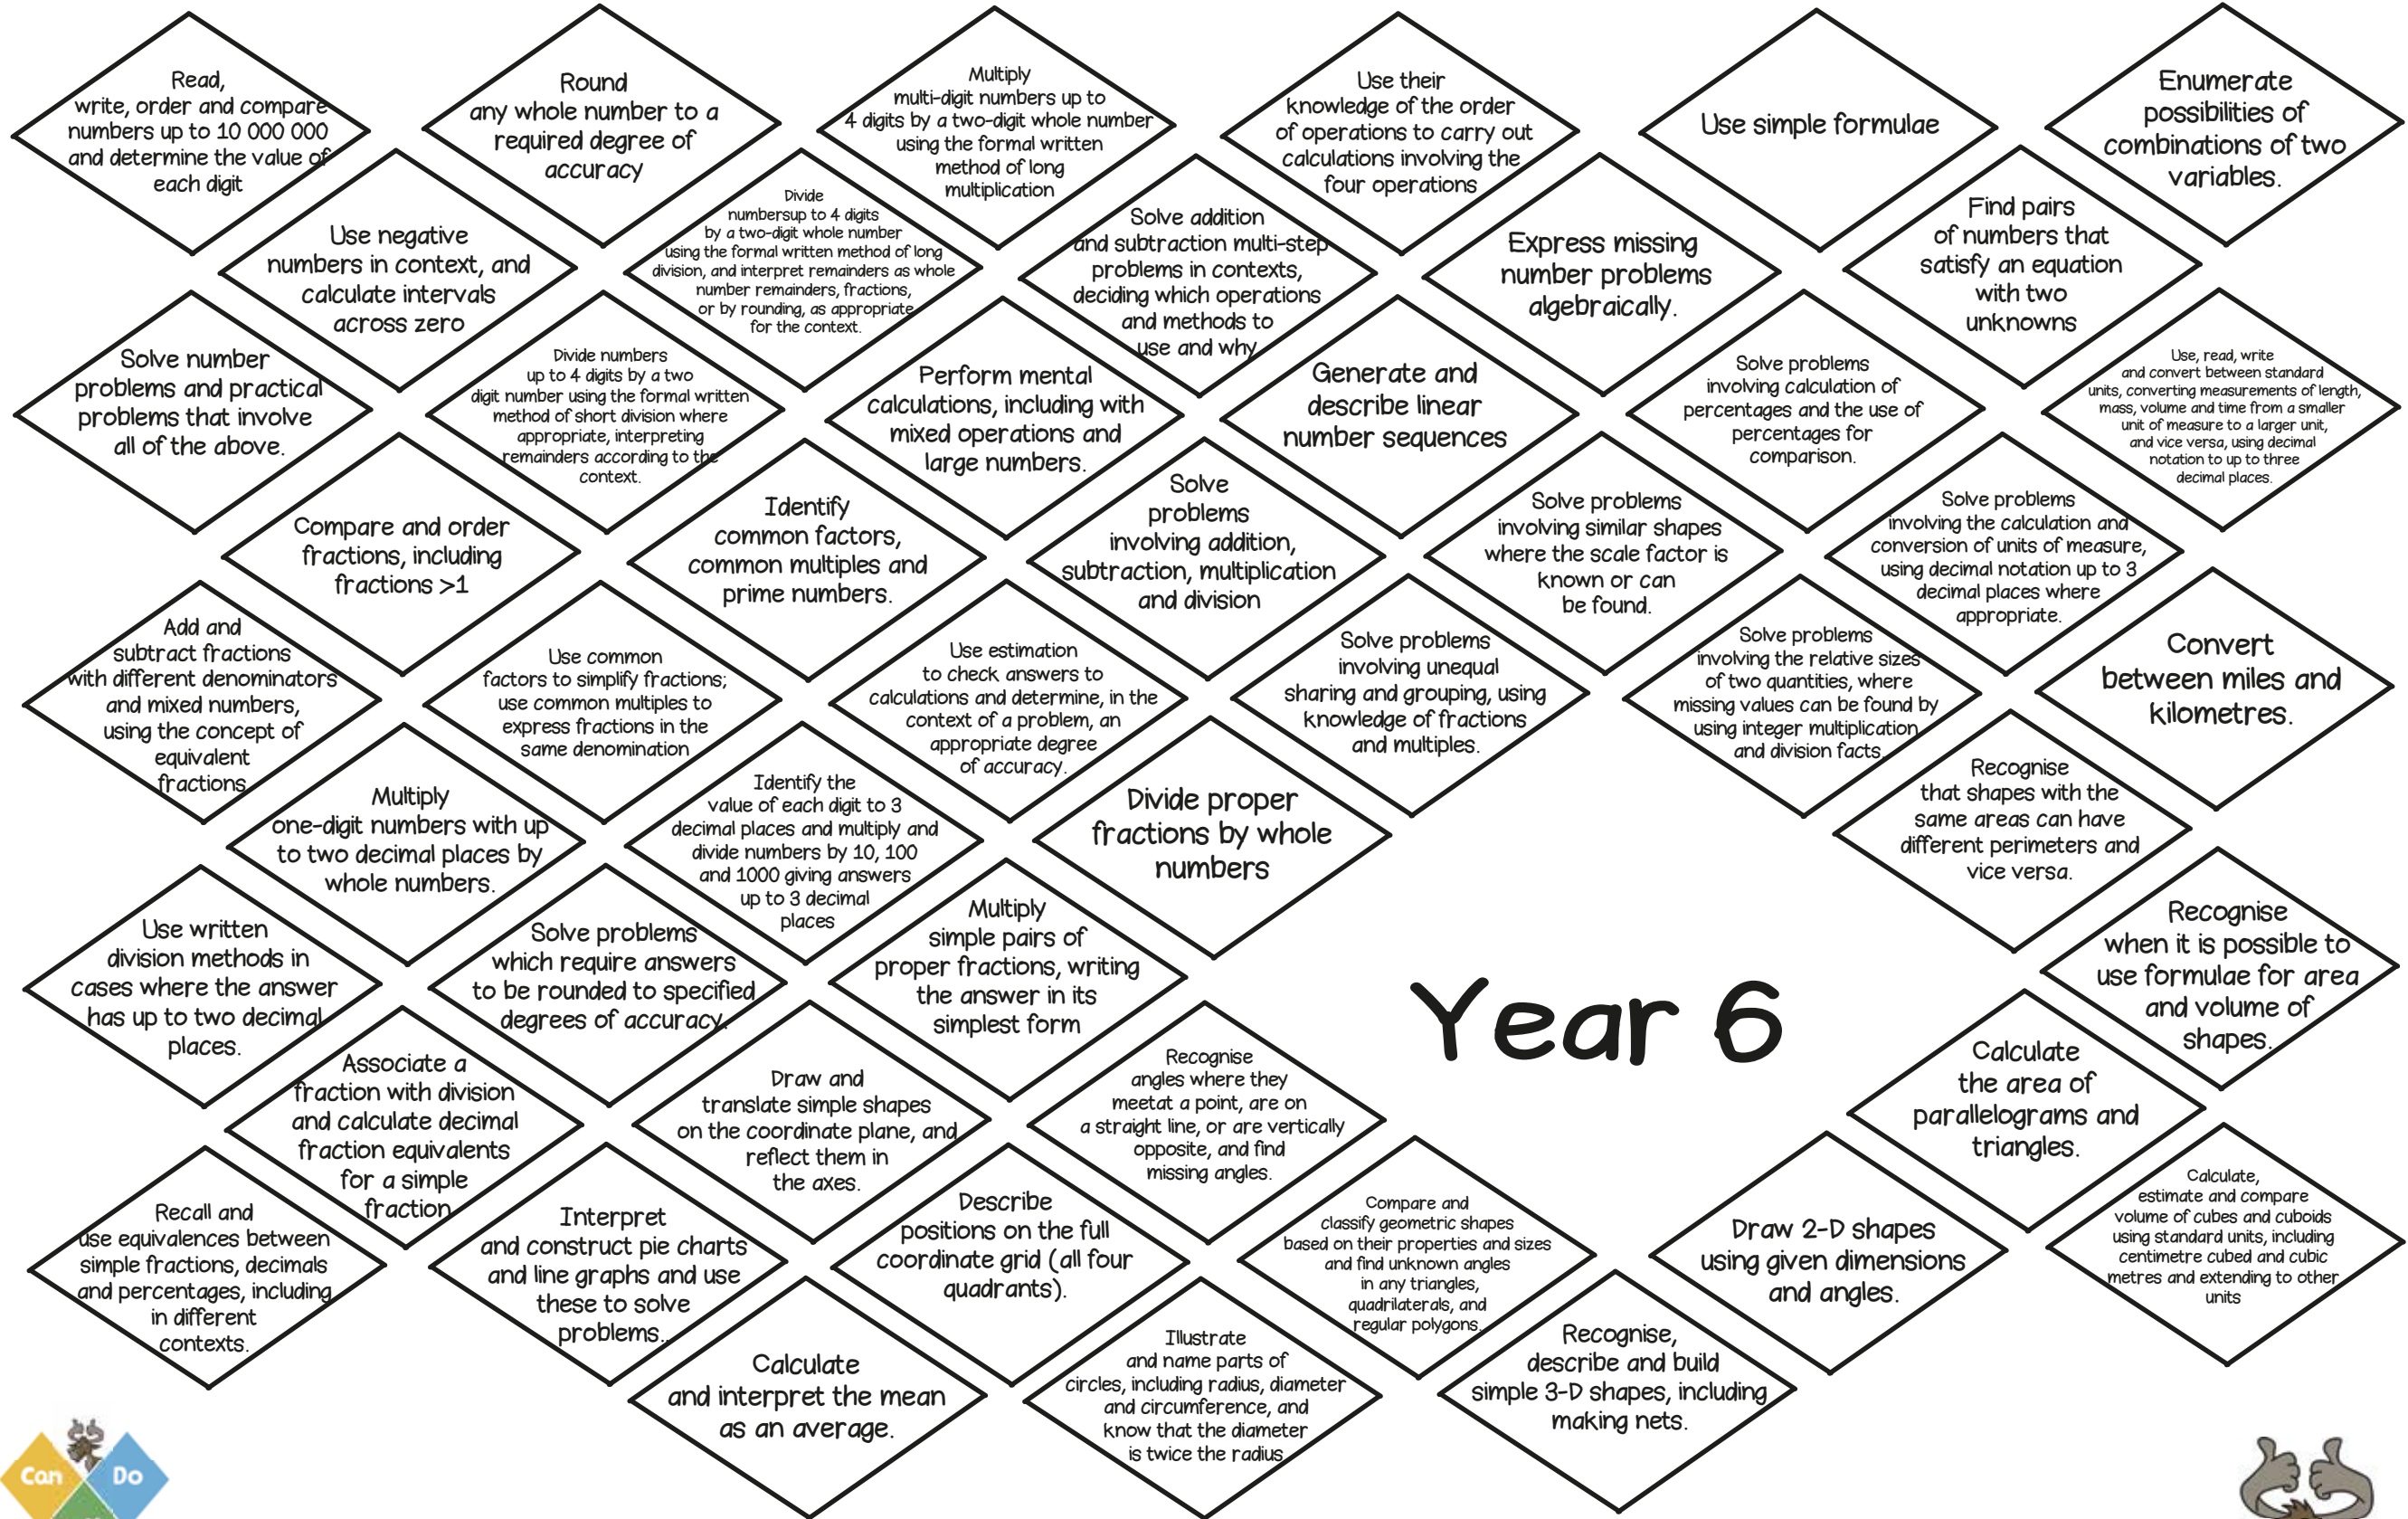 Read,
write, order and compare
numbers up to 10 000 000
and determine the value of
each digit
Round
any whole number to a
required degree of
accuracy
Multiply
multi-digit numbers up to
4 digits by a two-digit whole number
using the formal written
method of long
multiplication
Use their
knowledge of the order
of operations to carry out
calculations involving the
four operations
Use simple formulae
Enumerate
possibilities of
combinations of two
variables.
Use negative
numbers in context, and
calculate intervals
across zero
Divide
numbersup to 4 digits
by a two-digit whole number
using the formal written method of long
division, and interpret remainders as whole
number remainders, fractions,
or by rounding, as appropriate
for the context.
Solve addition
and subtraction multi-step
problems in contexts,
deciding which operations
and methods to
use and why
Express missing
number problems
algebraically.
Find pairs
of numbers that
satisfy an equation
with two
unknowns
Solve number
problems and practical
problems that involve
all of the above.
Divide numbers
up to 4 digits by a two
digit number using the formal written
method of short division where
appropriate, interpreting
remainders according to the
context.
Perform mental
calculations, including with
mixed operations and
large numbers.
Generate and
describe linear
number sequences
Solve problems
involving calculation of
percentages and the use of
percentages for
comparison.
Use, read, write
and convert between standard
units, converting measurements of length,
mass, volume and time from a smaller
unit of measure to a larger unit,
and vice versa, using decimal
notation to up to three
decimal places.
Compare and order
fractions, including
fractions >1
Identify
common factors,
common multiples and
prime numbers.
Solve
problems
involving addition,
subtraction, multiplication
and division
Solve problems
involving similar shapes
where the scale factor is
known or can
be found.
Solve problems
involving the calculation and
conversion of units of measure,
using decimal notation up to 3
decimal places where
appropriate.
Add and
subtract fractions
with different denominators
and mixed numbers,
using the concept of
equivalent
fractions
Use common
factors to simplify fractions;
use common multiples to
express fractions in the
same denomination
Use estimation
to check answers to
calculations and determine, in the
context of a problem, an
appropriate degree
of accuracy.
Solve problems
involving unequal
sharing and grouping, using
knowledge of fractions
and multiples.
Solve problems
involving the relative sizes
of two quantities, where
missing values can be found by
using integer multiplication
and division facts
Convert
between miles and
kilometres.
Multiply
one-digit numbers with up
to two decimal places by
whole numbers.
Identify the
value of each digit to 3
decimal places and multiply and
divide numbers by 10, 100
and 1000 giving answers
up to 3 decimal
places
Divide proper
fractions by whole
numbers
Recognise
that shapes with the
same areas can have
different perimeters and
vice versa.
Use written
division methods in
cases where the answer
has up to two decimal
places.
Solve problems
which require answers
to be rounded to specified
degrees of accuracy.
Multiply
simple pairs of
proper fractions, writing
the answer in its
simplest form
Year 6
Recognise
when it is possible to
use formulae for area
and volume of
shapes.
Associate a
fraction with division
and calculate decimal
fraction equivalents
for a simple
fraction
Draw and
translate simple shapes
on the coordinate plane, and
reflect them in
the axes.
Recognise
angles where they
meetat a point, are on
a straight line, or are vertically
opposite, and find
missing angles.
Calculate
the area of
parallelograms and
triangles.
Recall and
use equivalences between
simple fractions, decimals
and percentages, including
in different
contexts.
Interpret
and construct pie charts
and line graphs and use
these to solve
problems.
Describe
positions on the full
coordinate grid (all four
quadrants).
Compare and
classify geometric shapes
based on their properties and sizes
and find unknown angles
in any triangles,
quadrilaterals, and
regular polygons.
Draw 2-D shapes
using given dimensions
and angles.
Calculate,
estimate and compare
volume of cubes and cuboids
using standard units, including
centimetre cubed and cubic
metres and extending to other
units
Calculate
and interpret the mean
as an average.
Illustrate
and name parts of
circles, including radius, diameter
and circumference, and
know that the diameter
is twice the radius
Recognise,
describe and build
simple 3-D shapes, including
making nets.
Can Do